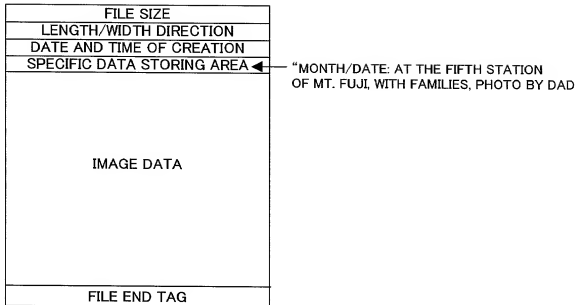 FILE SIZE
LENGTH/WIDTH DIRECTION
DATE AND TIME OF CREATION
SPECIFIC DATA STORING AREA
“MONTH/DATE: AT THE FIFTH STATION
OF MT. FUJI, WITH FAMILIES, PHOTO BY DAD
IMAGE DATA
FILE END TAG